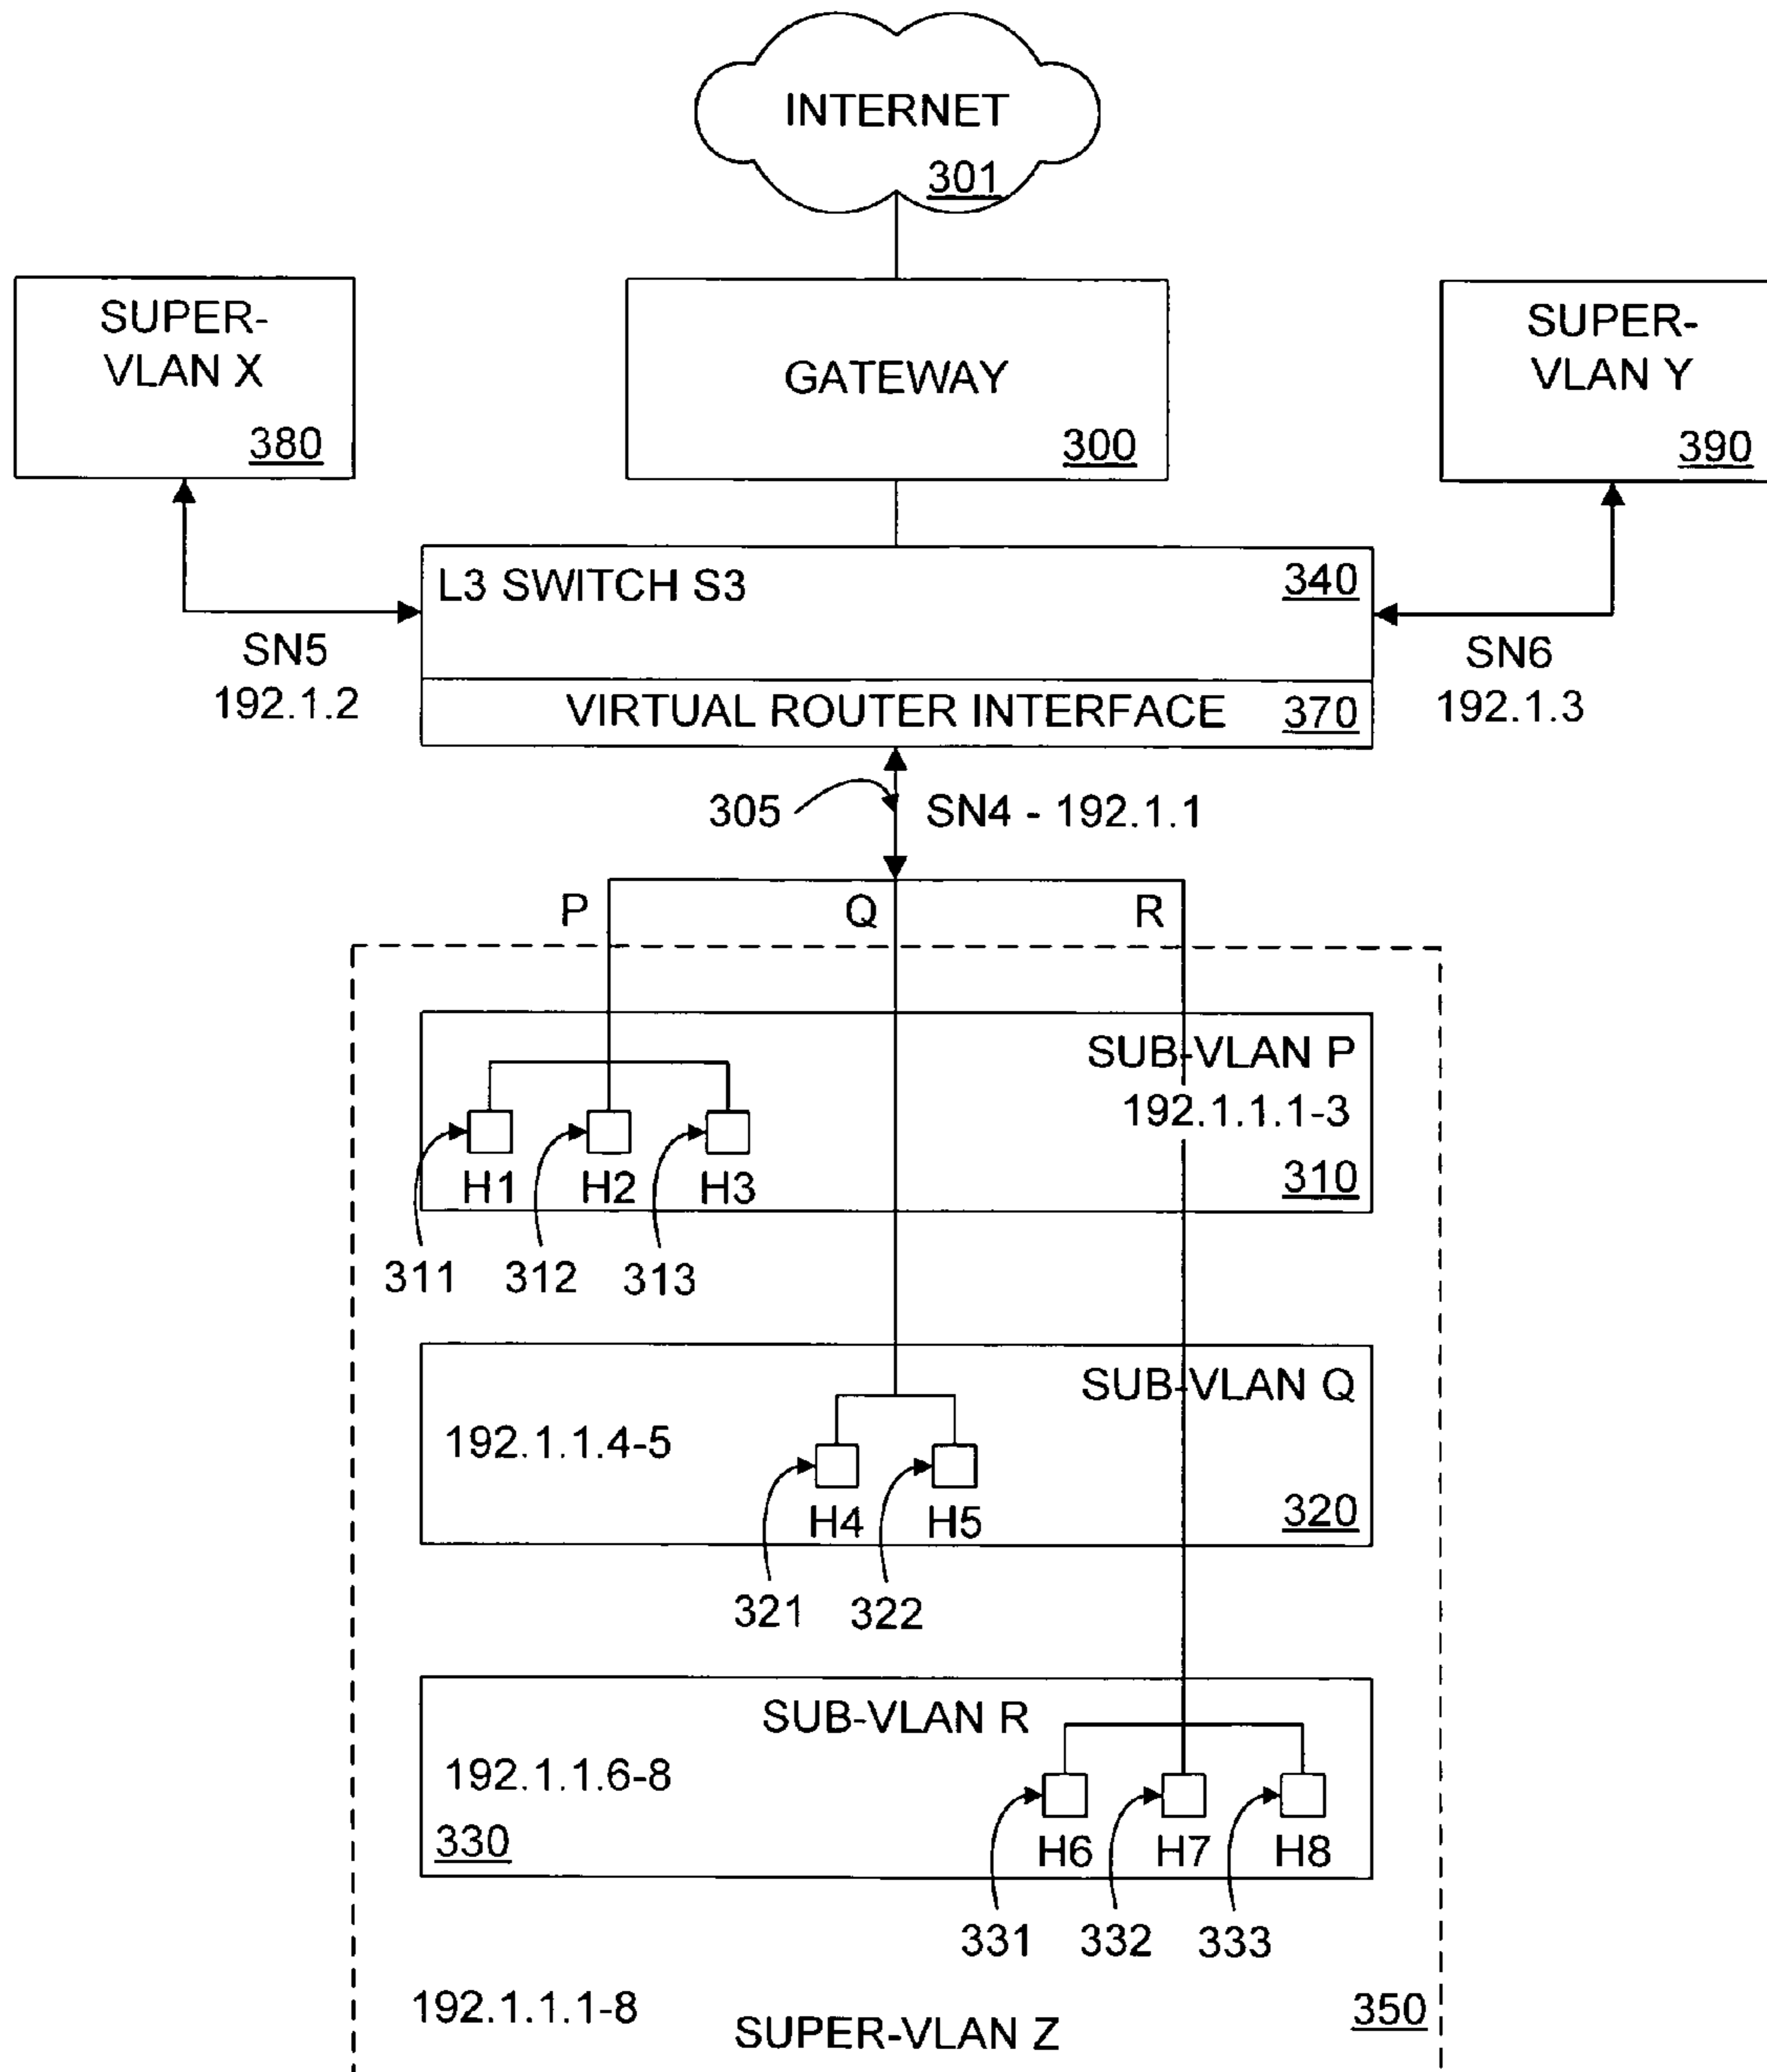 INTERNET
301
SUPER-
VLAN X
380
GATEWAY
300
SUPER-
VLAN Y
390
L3 SWITCH S3
340
SN5
192.1.2
VIRTUAL ROUTER INTERFACE
370
SN6
192.1.3
305
SN4 - 192.1.1
P
Q
R
SUB-VLAN P
192.1.1.1-3
310
H1
H2
H3
311
312
313
SUB-VLAN Q
192.1.1.4-5
320
H4
H5
321
322
SUB-VLAN R
192.1.1.6-8
330
H6
H7
H8
331
332
333
192.1.1.1-8
SUPER-VLAN Z
350